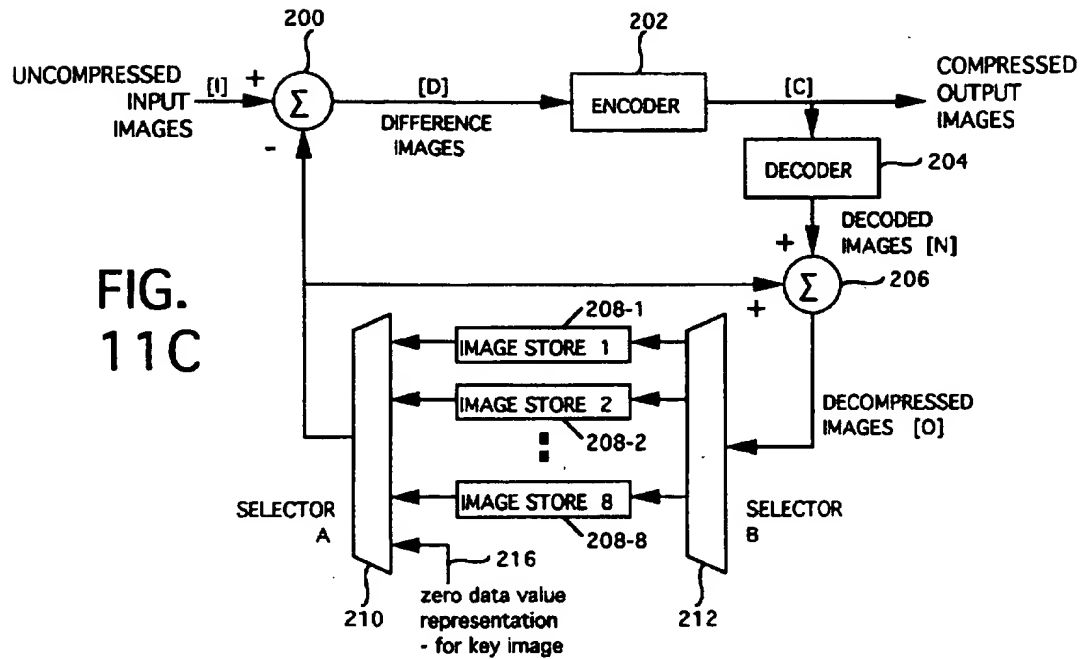 200
202
UNCOMPRESSED
INPUT
IMAGES
[I]
+
Σ
-
[D]
DIFFERENCE
IMAGES
ENCODER
[C]
COMPRESSED
OUTPUT
IMAGES
DECODER
204
DECODED
IMAGES [N]
+
Σ
+
206
FIG.
11C
208-1
IMAGE STORE 1
IMAGE STORE 2
208-2
IMAGE STORE 8
208-8
DECOMPRESSED
IMAGES [O]
SELECTOR
A
SELECTOR
B
216
210
212
zero data value
representation
- for key image